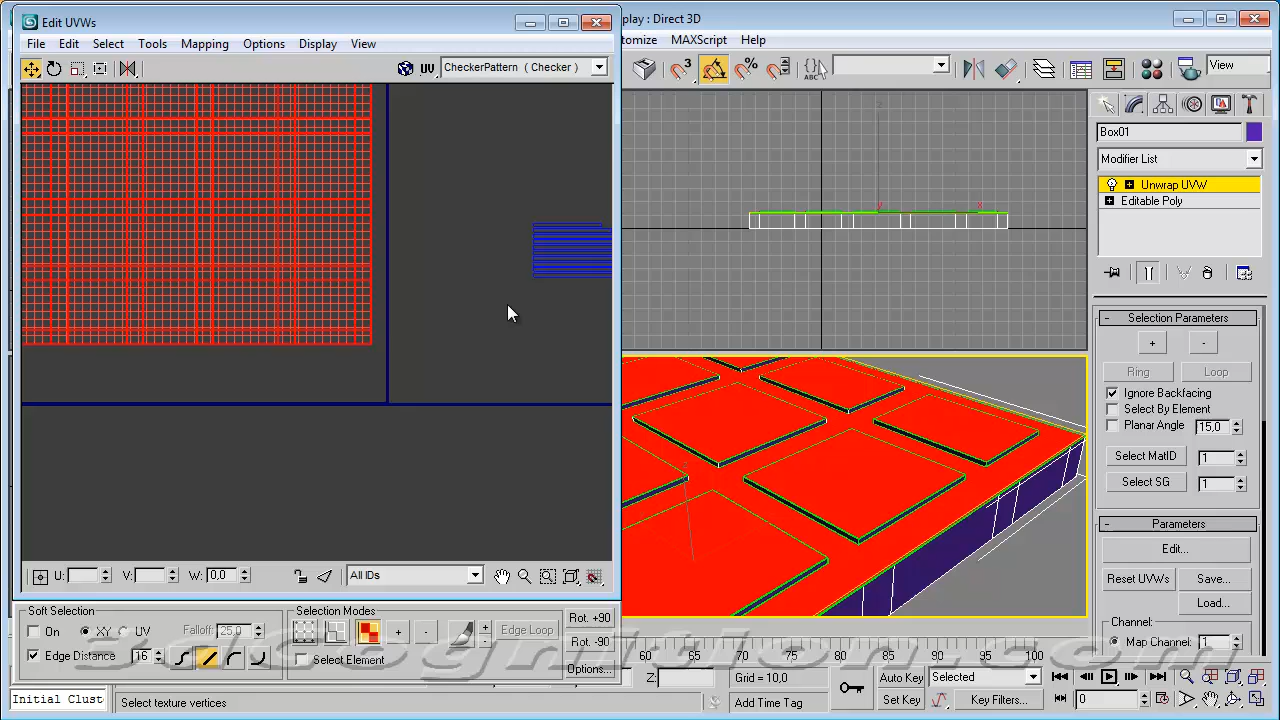 Edit UVWs
play : Direct 3D
File Edit Select Tools Mapping Options Display View
tomize MAXScript Help
UV CheckerPattern ( Checker )
3 % ABC View
Box01
Modifier List
Unwrap UVW
Editable Poly
z
y x
Selection Parameters
+ -
Ring Loop
Ignore Backfacing
Select By Element
Planar Angle 15,0
Select MatID 1
Select SG 1
Parameters
Edit...
Reset UVWs Save...
Load...
Channel:
Map Channel: 1
U: V: W: 0,0 All IDs
Soft Selection
On XY UV Falloff: 25,0
Edge Distance 16
Selection Modes
+ - Edge Loop
Select Element
Rot. +90
Rot. -90
Options...
3dcognition.com
60 65 70 75 80 85 90 95 100
Z: Grid = 10,0 Auto Key Selected
Initial Clust Select texture vertices Add Time Tag Set Key Key Filters... 0